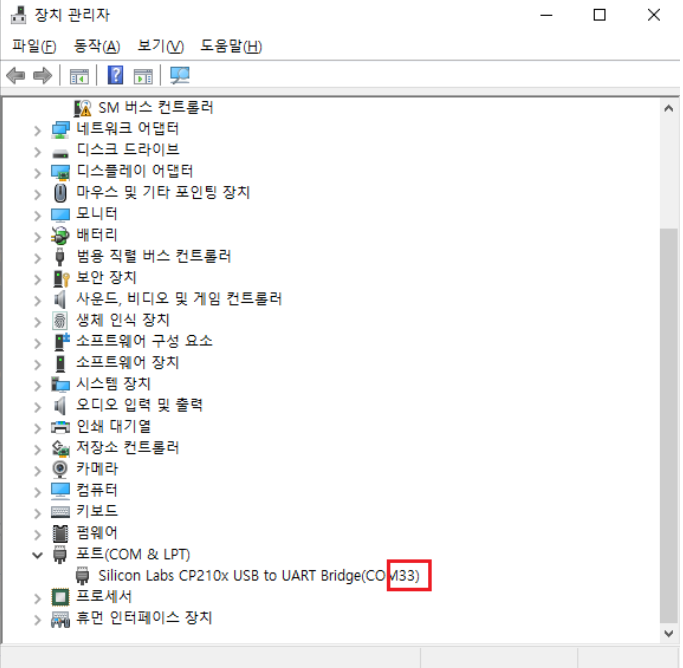 장치 관리자
파일(F) 동작(A) 보기(V) 도움말(H)
SM 버스 컨트롤러
네트워크 어댑터
디스크 드라이브
디스플레이 어댑터
마우스 및 기타 포인팅 장치
모니터
배터리
범용 직렬 버스 컨트롤러
보안 장치
사운드, 비디오 및 게임 컨트롤러
생체 인식 장치
소프트웨어 구성 요소
소프트웨어 장치
시스템 장치
오디오 입력 및 출력
인쇄 대기열
저장소 컨트롤러
카메라
컴퓨터
키보드
펌웨어
포트(COM & LPT)
Silicon Labs CP210x USB to UART Bridge(COM33)
프로세서
휴먼 인터페이스 장치